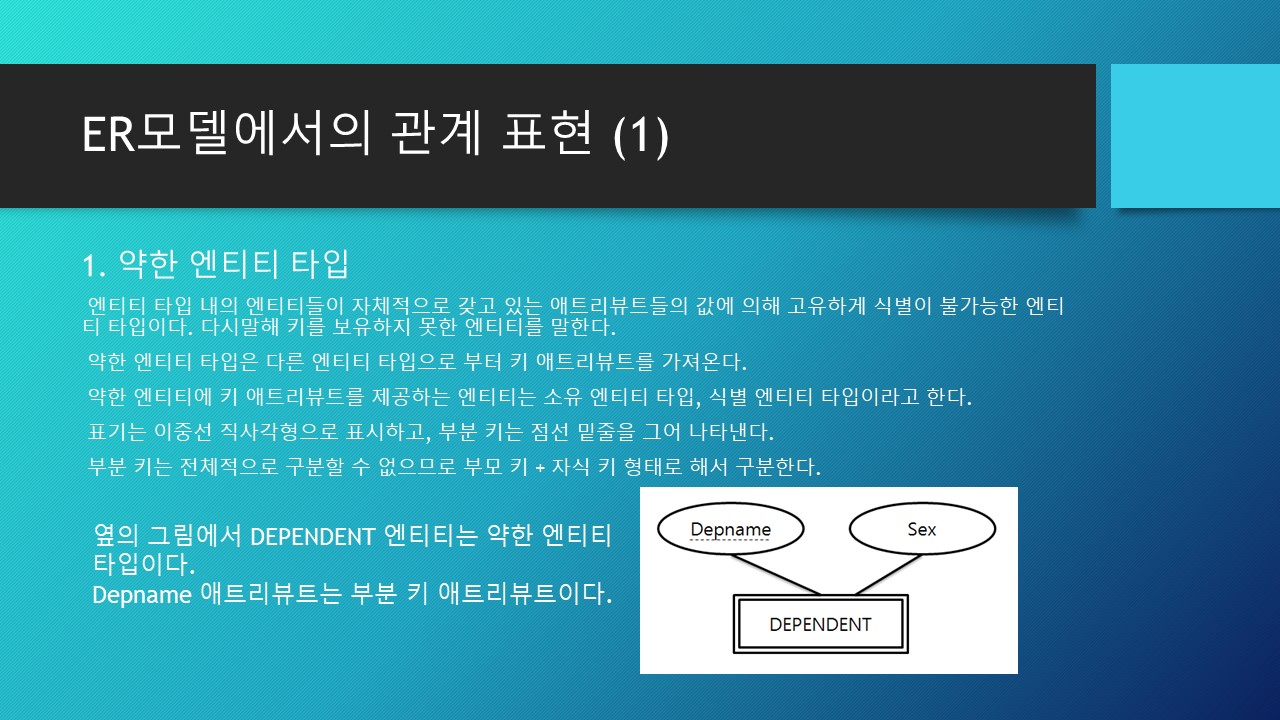 ER모델에서의 관계 표현 (1)
1. 약한 엔티티 타입
엔티티 타입 내의 엔티티들이 자체적으로 갖고 있는 애트리뷰트들의 값에 의해 고유하게 식별이 불가능한 엔티
티 타입이다. 다시말해 키를 보유하지 못한 엔티티를 말한다.
약한 엔티티 타입은 다른 엔티티 타입으로 부터 키 애트리뷰트를 가져온다.
약한 엔티티에 키 애트리뷰트를 제공하는 엔티티는 소유 엔티티 타입, 식별 엔티티 타입이라고 한다.
표기는 이중선 직사각형으로 표시하고, 부분 키는 점선 밑줄을 그어 나타낸다.
부분 키는 전체적으로 구분할 수 없으므로 부모 키 + 자식 키 형태로 해서 구분한다.
옆의 그림에서 DEPENDENT 엔티티는 약한 엔티티
타입이다.
Depname 애트리뷰트는 부분 키 애트리뷰트이다.
Depname
Sex
DEPENDENT